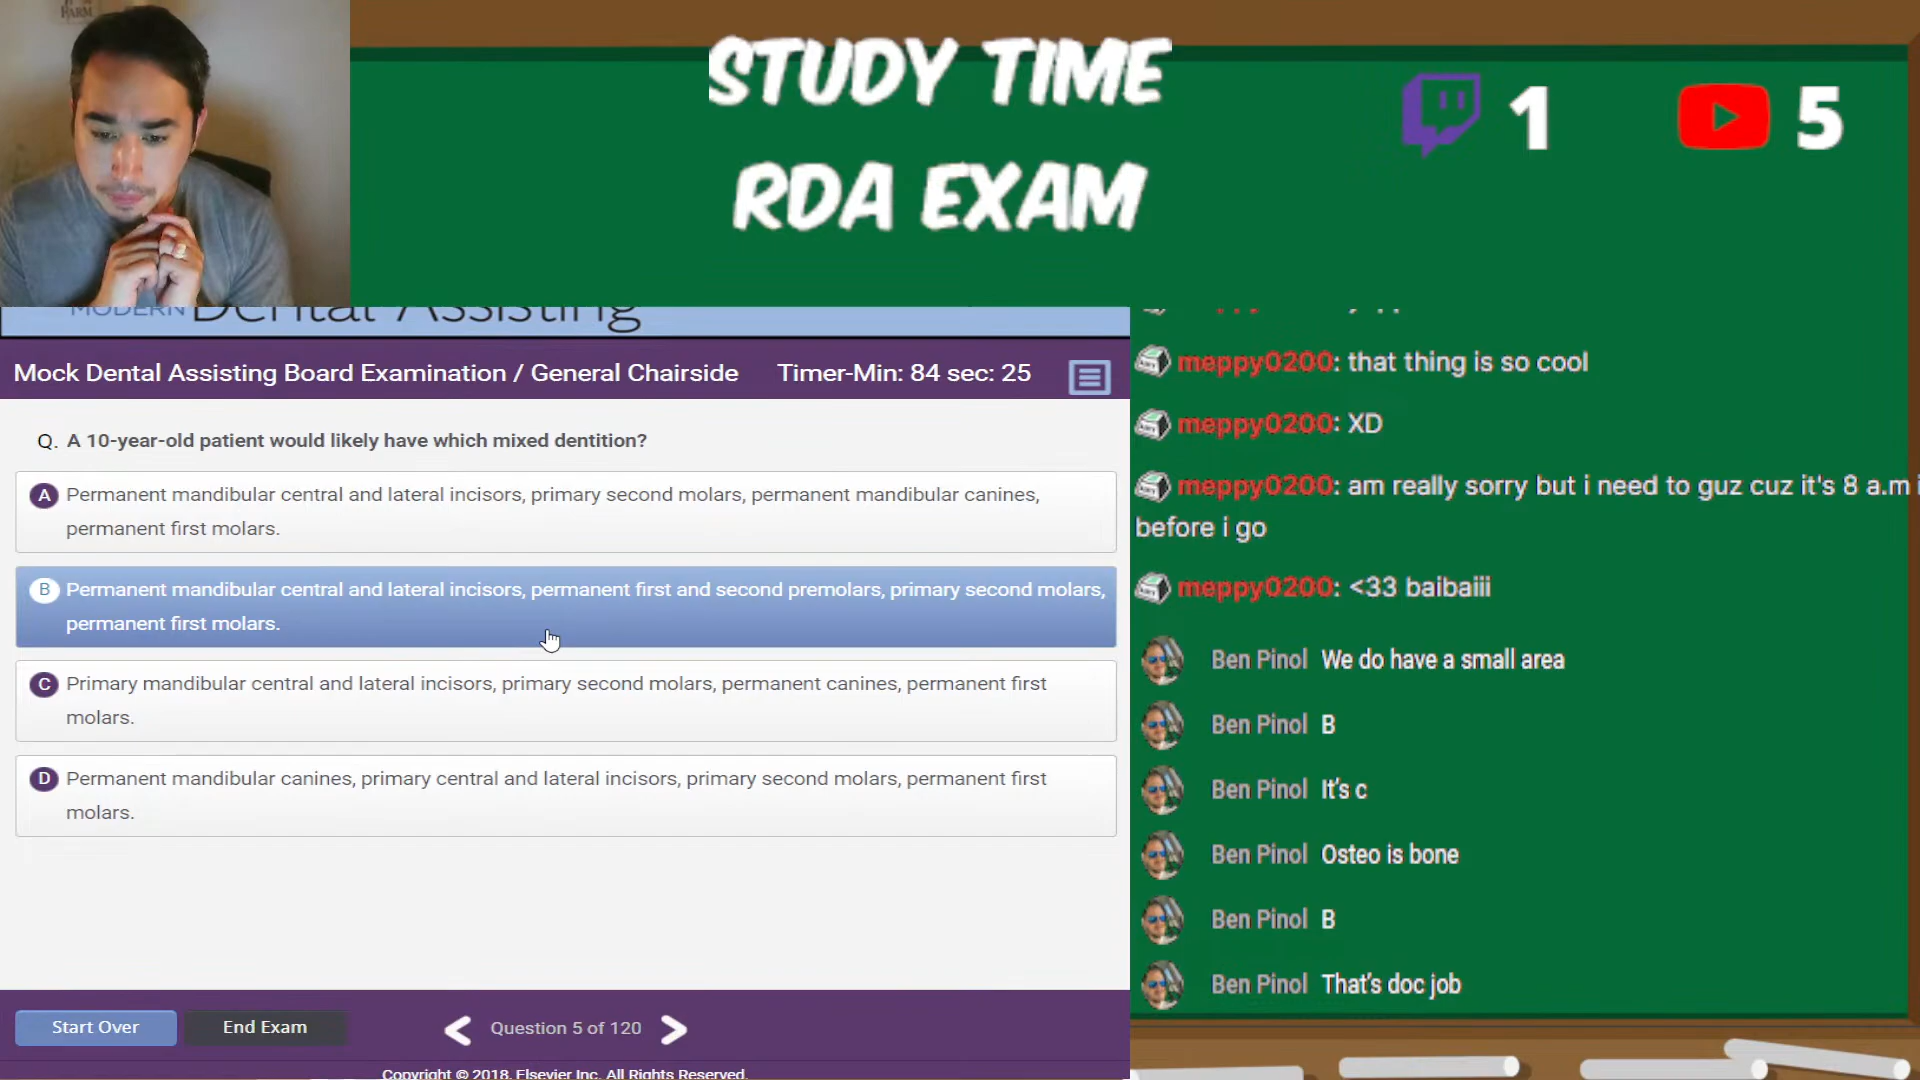 STUDY TIME
RDA EXAM
1
5
MODERN Dental Assisting
Mock Dental Assisting Board Examination / General Chairside
Timer-Min: 84 sec: 25
Q. A 10-year-old patient would likely have which mixed dentition?
A Permanent mandibular central and lateral incisors, primary second molars, permanent mandibular canines,
permanent first molars.
B Permanent mandibular central and lateral incisors, permanent first and second premolars, primary second molars,
permanent first molars.
C Primary mandibular central and lateral incisors, primary second molars, permanent canines, permanent first
molars.
D Permanent mandibular canines, primary central and lateral incisors, primary second molars, permanent first
molars.
Start Over
End Exam
Question 5 of 120
Copyright © 2018, Elsevier Inc. All Rights Reserved.
meppy0200: that thing is so cool
meppy0200: XD
meppy0200: am really sorry but i need to guz cuz it's 8 a.m i
before i go
meppy0200: <33 baibaiii
Ben Pinol We do have a small area
Ben Pinol B
Ben Pinol It's c
Ben Pinol Osteo is bone
Ben Pinol B
Ben Pinol That's doc job